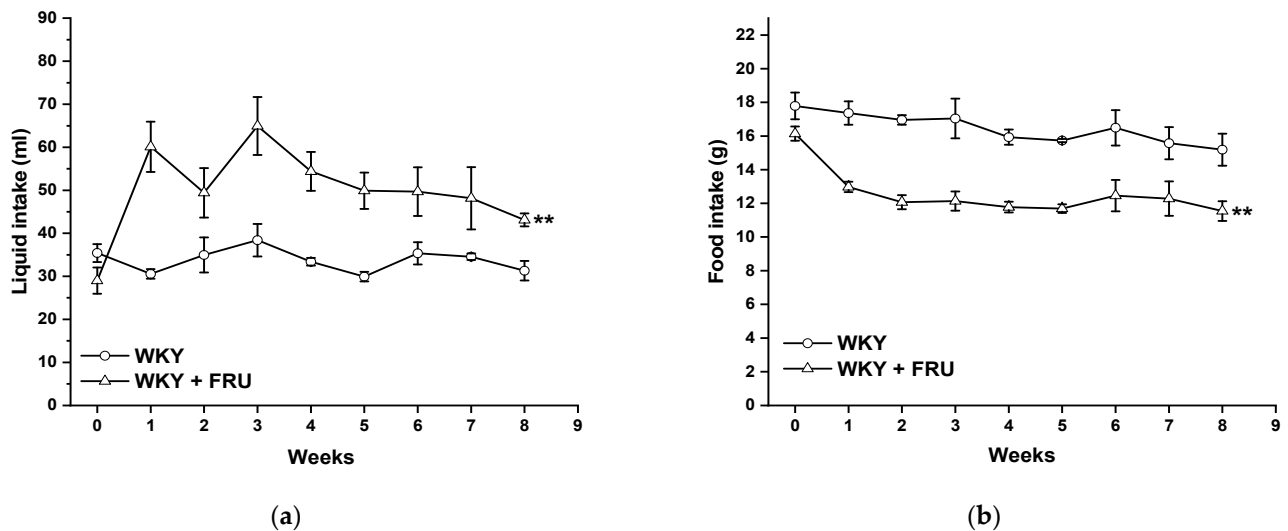 90
80
70
60
50
40
30
20
10
0
Liquid intake (ml)
**
WKY
WKY + FRU
0 1 2 3 4 5 6 7 8 9
Weeks
(a)
22
20
18
16
14
12
10
8
6
4
2
0
Food intake (g)
**
WKY
WKY + FRU
0 1 2 3 4 5 6 7 8 9
Weeks
(b)